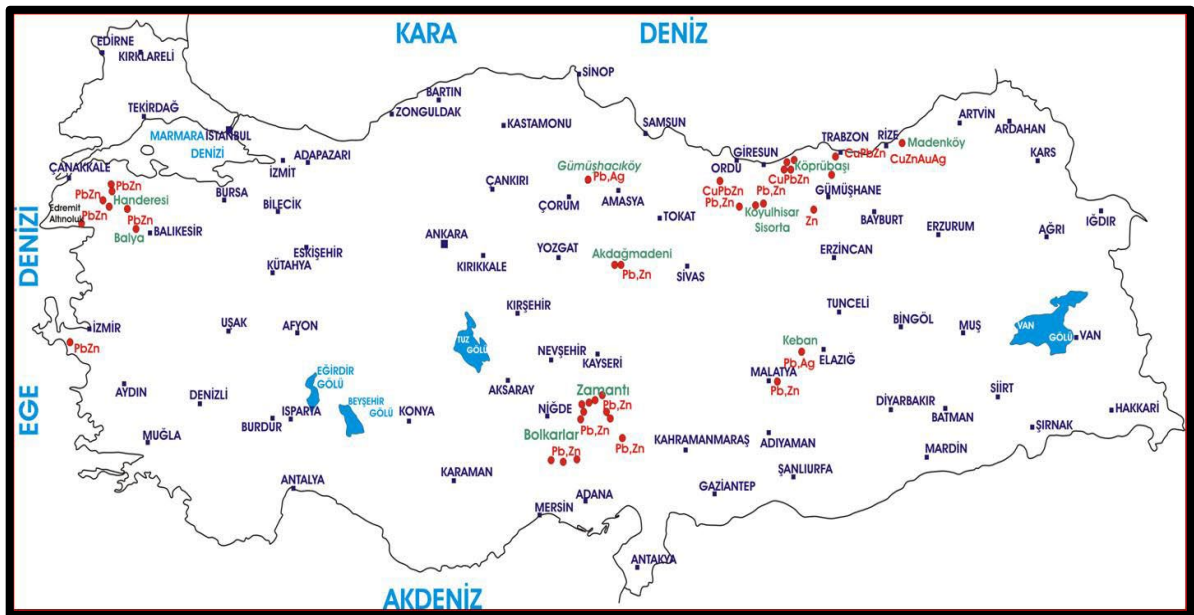 KARA DENİZ
EDİRNE
KIRKLARELİ
SİNOP
BARTIN
ZONGULDAK
TEKİRDAĞ
İSTANBUL
MARMARA
DENİZİ
KASTAMONU
SAMSUN
ARTVİN
ARDAHAN
TRABZON
RİZE
Madenköy
CuPbZn
CuZnAuAg
KARS
ADAPAZARI
İZMİT
GİRESUN
ORDU
Köprübaşı
CuPbZn
CuPbZn
Pb,Zn
Pb,Zn
Gümüşhacıköy
Pb,Ag
ÇANAKKALE
PbZn
PbZn
Handeresi
PbZn
PbZn
Edremit
Altınoluk
Balya
BALIKESİR
BURSA
BİLECİK
ÇANKIRI
ÇORUM
AMASYA
TOKAT
GÜMÜŞHANE
Koyulhisar
Sisorta
Zn
BAYBURT
ERZURUM
IĞDIR
AĞRI
ESKİŞEHİR
KÜTAHYA
ANKARA
KIRIKKALE
YOZGAT
Akdağmadeni
Pb,Zn
SİVAS
ERZİNCAN
EGE DENİZİ
İZMİR
PbZn
UŞAK
AFYON
TUZ
GÖLÜ
KIRŞEHİR
NEVŞEHİR
KAYSERİ
TUNCELİ
BİNGÖL
MUŞ
VAN
GÖLÜ
VAN
Keban
Pb,Ag
ELAZIĞ
MALATYA
Pb,Zn
AYDIN
DENİZLİ
EĞİRDİR
GÖLÜ
BEYŞEHİR
GÖLÜ
ISPARTA
BURDUR
KONYA
AKSARAY
NİĞDE
Zamantı
Pb,Zn
Pb,Zn
Bolkarlar
Pb,Zn
Pb,Zn
DİYARBAKIR
BATMAN
SİİRT
HAKKARİ
ŞIRNAK
MARDİN
MUĞLA
ANTALYA
KARAMAN
MERSİN
ADANA
KAHRAMANMARAŞ
ADIYAMAN
ŞANLIURFA
GAZİANTEP
ANTAKYA
AKDENİZ